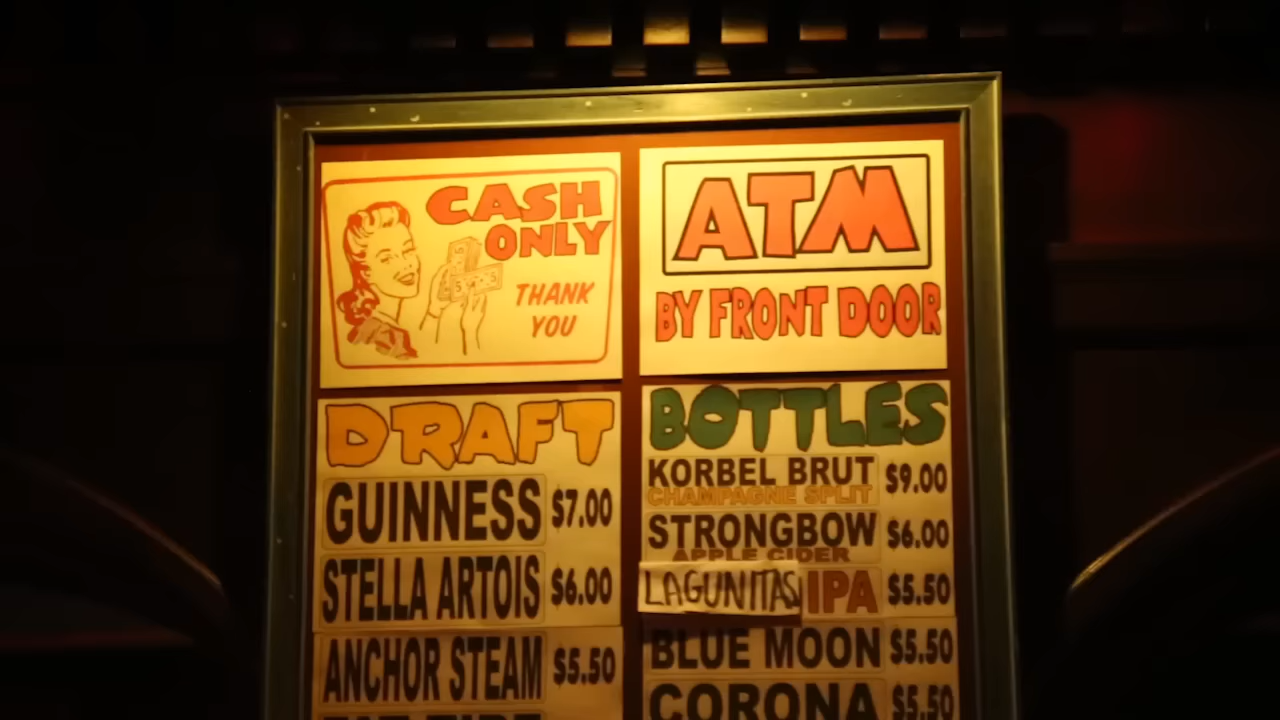 CASH
ONLY
THANK
YOU
ATM
BY FRONT DOOR
DRAFT
GUINNESS $7.00
STELLA ARTOIS $6.00
ANCHOR STEAM $5.50
BOTTLES
KORBEL BRUT $9.00
CHAMPAGNE SPLIT
STRONGBOW $6.00
APPLE CIDER
LAGUNITAS IPA $5.50
BLUE MOON $5.50
CORONA $5.50